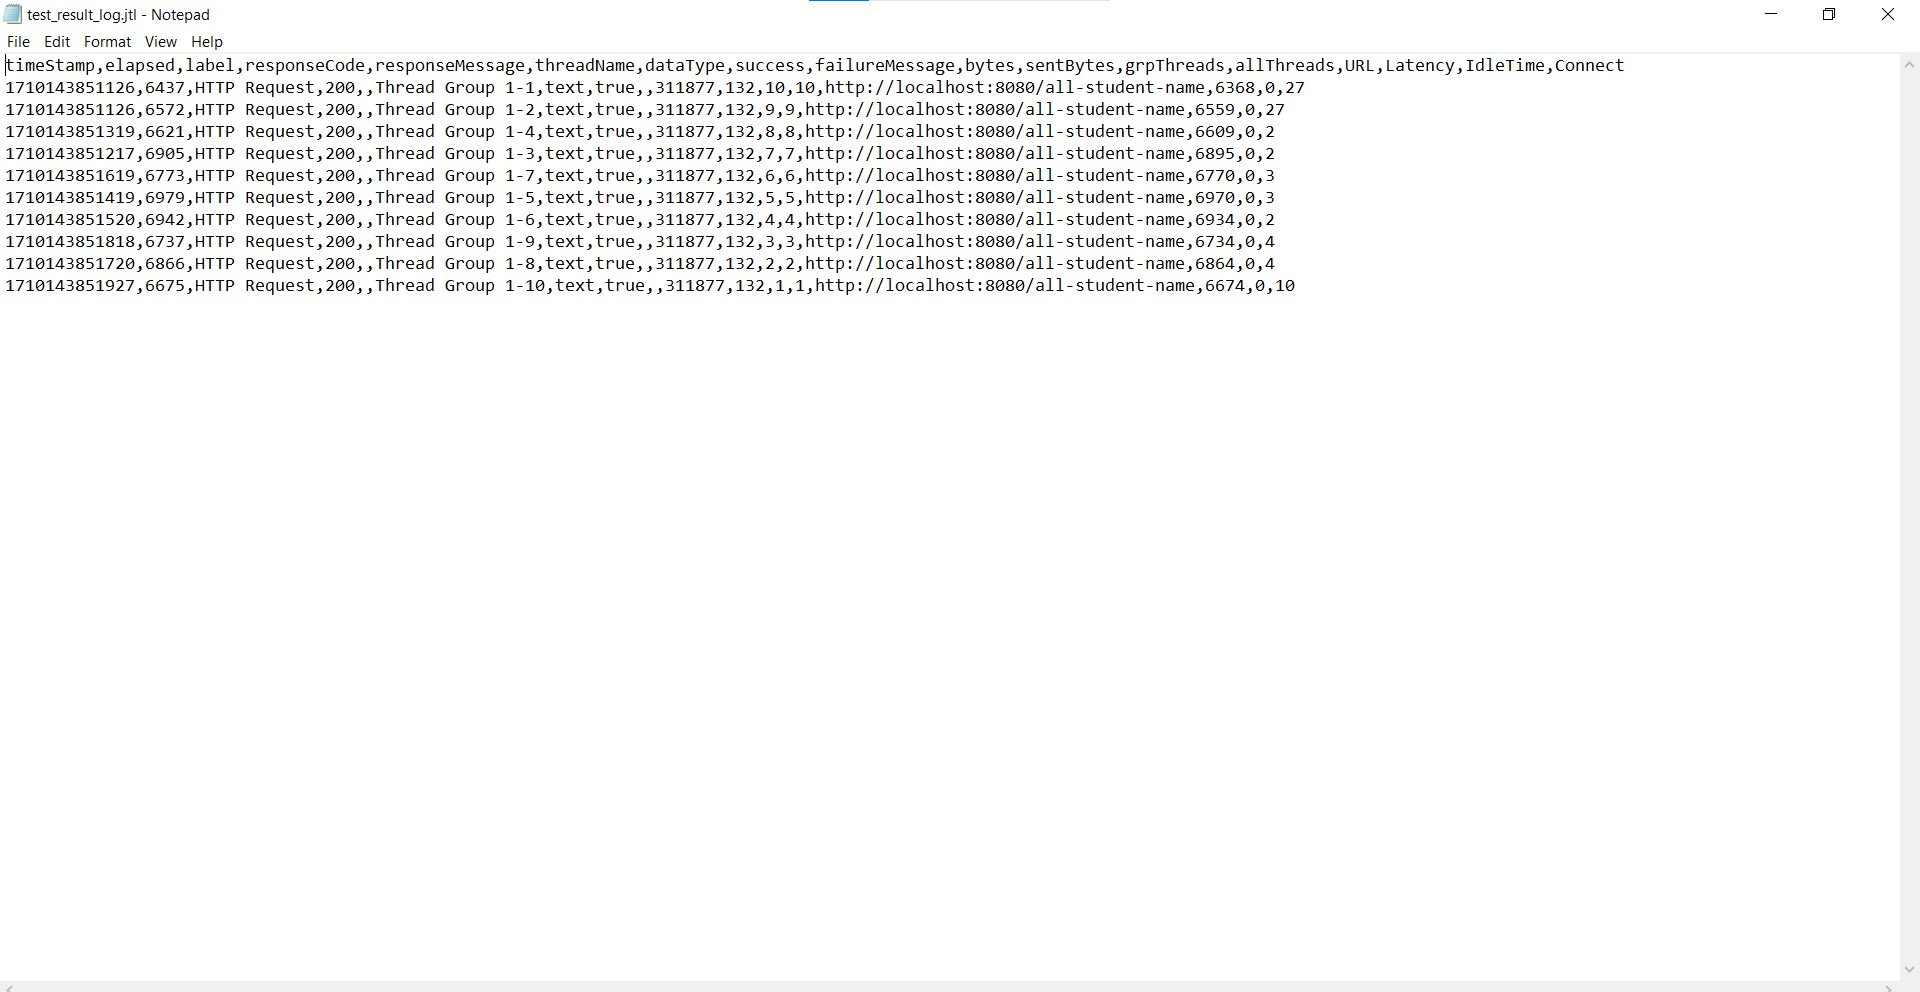 test_result_log.jtl - Notepad
File Edit Format View Help
timeStamp,elapsed,label,responseCode,responseMessage,threadName,dataType,success,failureMessage,bytes,sentBytes,grpThreads,allThreads,URL,Latency,IdleTime,Connect
1710143851126,6437,HTTP Request,200,,Thread Group 1-1,text,true,,311877,132,10,10,http://localhost:8080/all-student-name,6368,0,27
1710143851126,6572,HTTP Request,200,,Thread Group 1-2,text,true,,311877,132,9,9,http://localhost:8080/all-student-name,6559,0,27
1710143851319,6621,HTTP Request,200,,Thread Group 1-4,text,true,,311877,132,8,8,http://localhost:8080/all-student-name,6609,0,2
1710143851217,6905,HTTP Request,200,,Thread Group 1-3,text,true,,311877,132,7,7,http://localhost:8080/all-student-name,6895,0,2
1710143851619,6773,HTTP Request,200,,Thread Group 1-7,text,true,,311877,132,6,6,http://localhost:8080/all-student-name,6770,0,3
1710143851419,6979,HTTP Request,200,,Thread Group 1-5,text,true,,311877,132,5,5,http://localhost:8080/all-student-name,6970,0,3
1710143851520,6942,HTTP Request,200,,Thread Group 1-6,text,true,,311877,132,4,4,http://localhost:8080/all-student-name,6934,0,2
1710143851818,6737,HTTP Request,200,,Thread Group 1-9,text,true,,311877,132,3,3,http://localhost:8080/all-student-name,6734,0,4
1710143851720,6866,HTTP Request,200,,Thread Group 1-8,text,true,,311877,132,2,2,http://localhost:8080/all-student-name,6864,0,4
1710143851927,6675,HTTP Request,200,,Thread Group 1-10,text,true,,311877,132,1,1,http://localhost:8080/all-student-name,6674,0,10